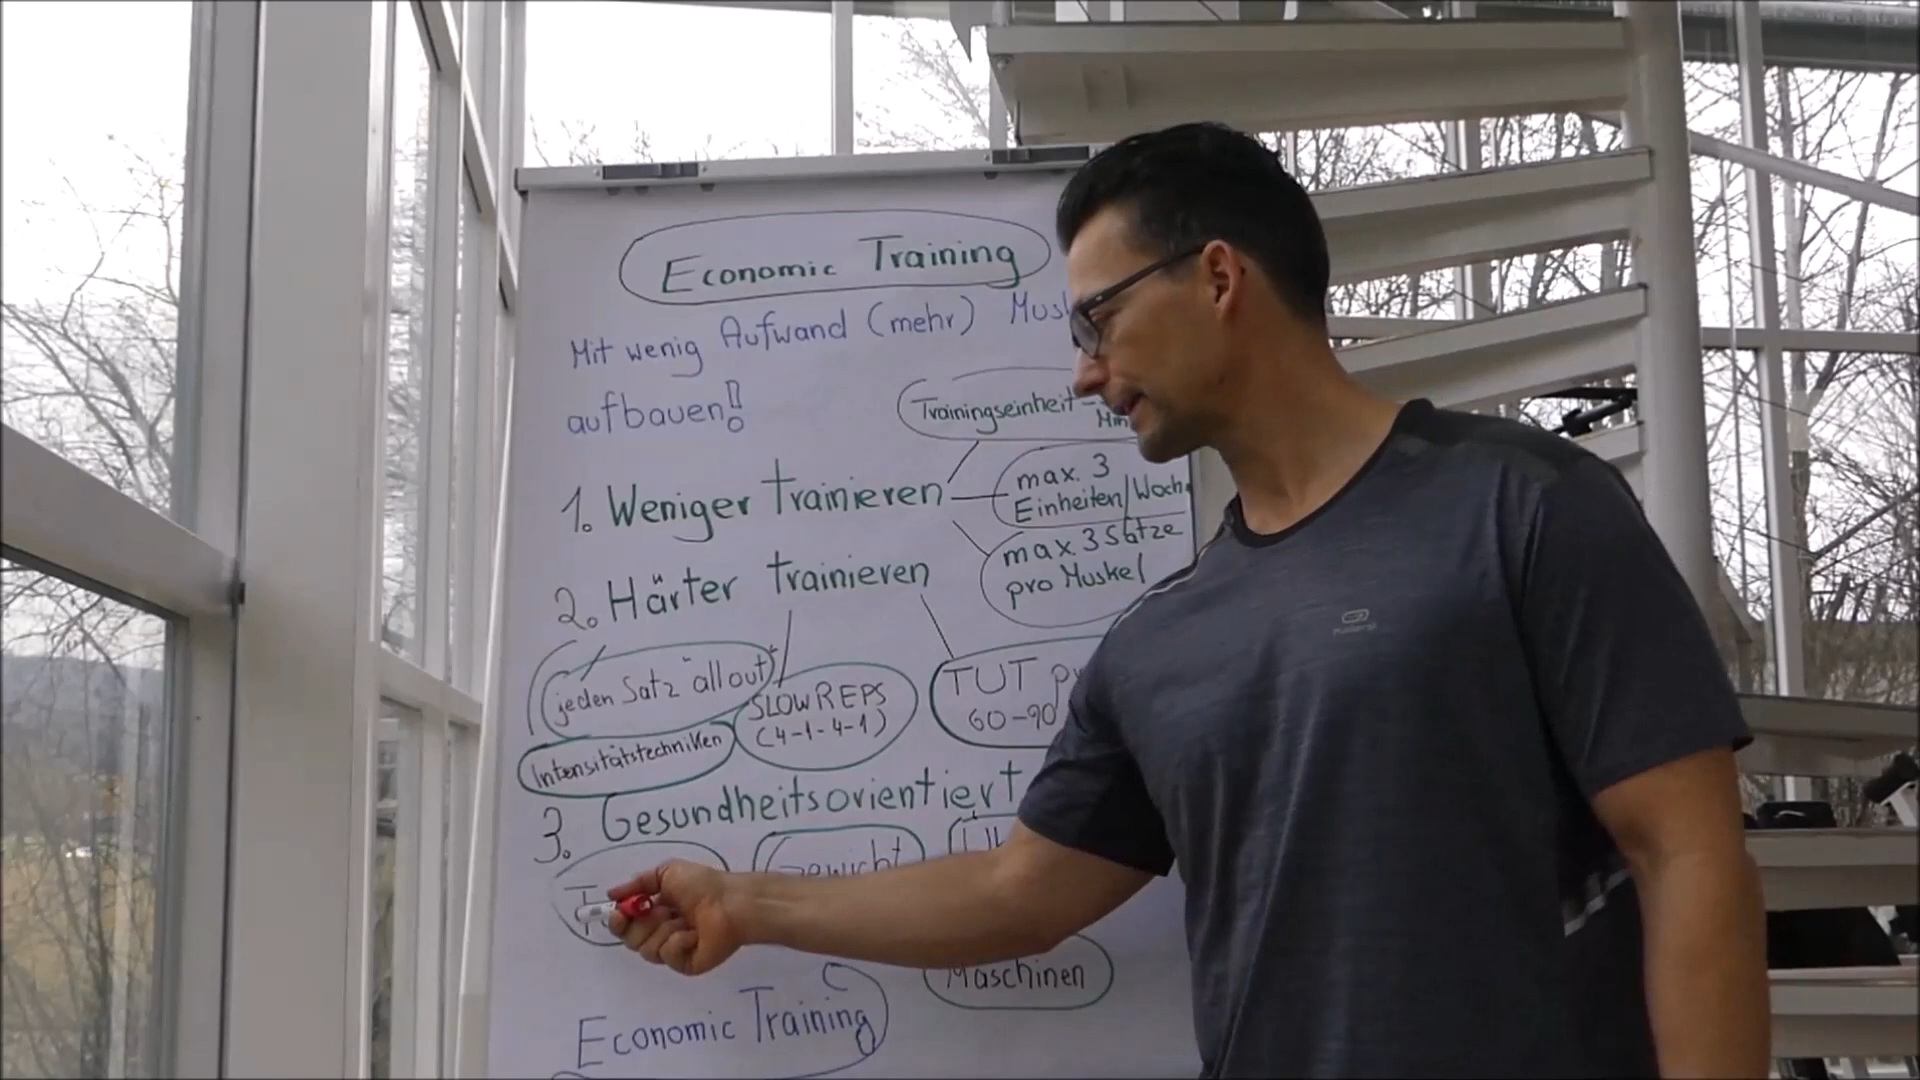 Economic Training
Mit wenig Aufwand (mehr)
aufbauen!!
Trainingseinheit -
1. Weniger trainieren
max. 3
Einheiten/Woch
max. 3 Sätze
pro Muskel
2. Härter trainieren
jeden Satz "all out"
SLOW REPS
(4-1-4-1)
TUT
60-90
Intensitätstechniken
3. Gesundheitsorientiert
Gewicht
Maschinen
Economic Training